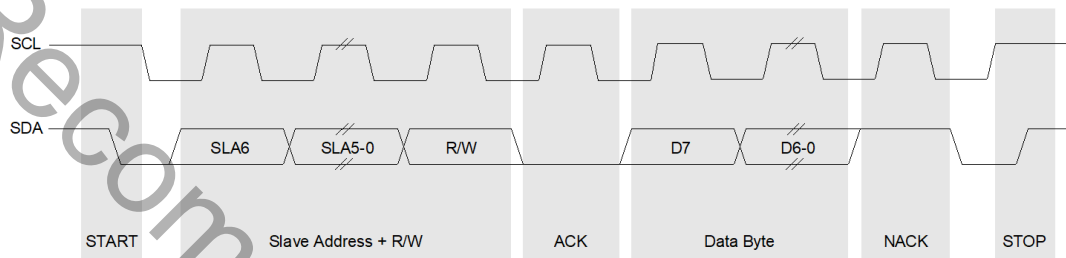 SCL
SDA
SLA6 SLA5-0 R/W D7 D6-0
START Slave Address + R/W ACK Data Byte NACK STOP